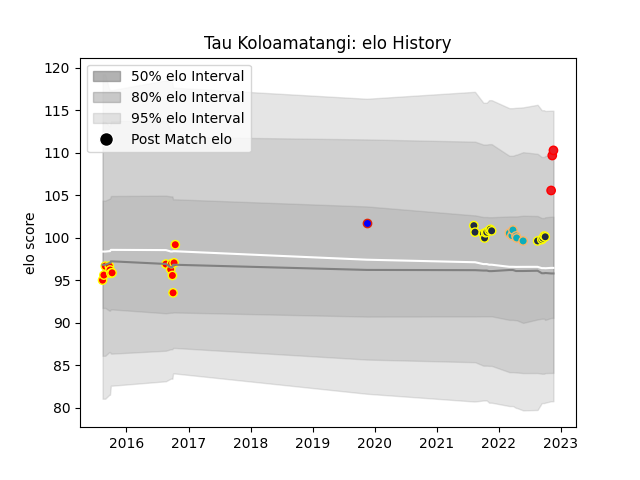 Tau Koloamatangi: elo History
50% elo Interval
80% elo Interval
95% elo Interval
Post Match elo
elo score
120
115
110
105
100
95
90
85
80
2016 2017 2018 2019 2020 2021 2022 2023